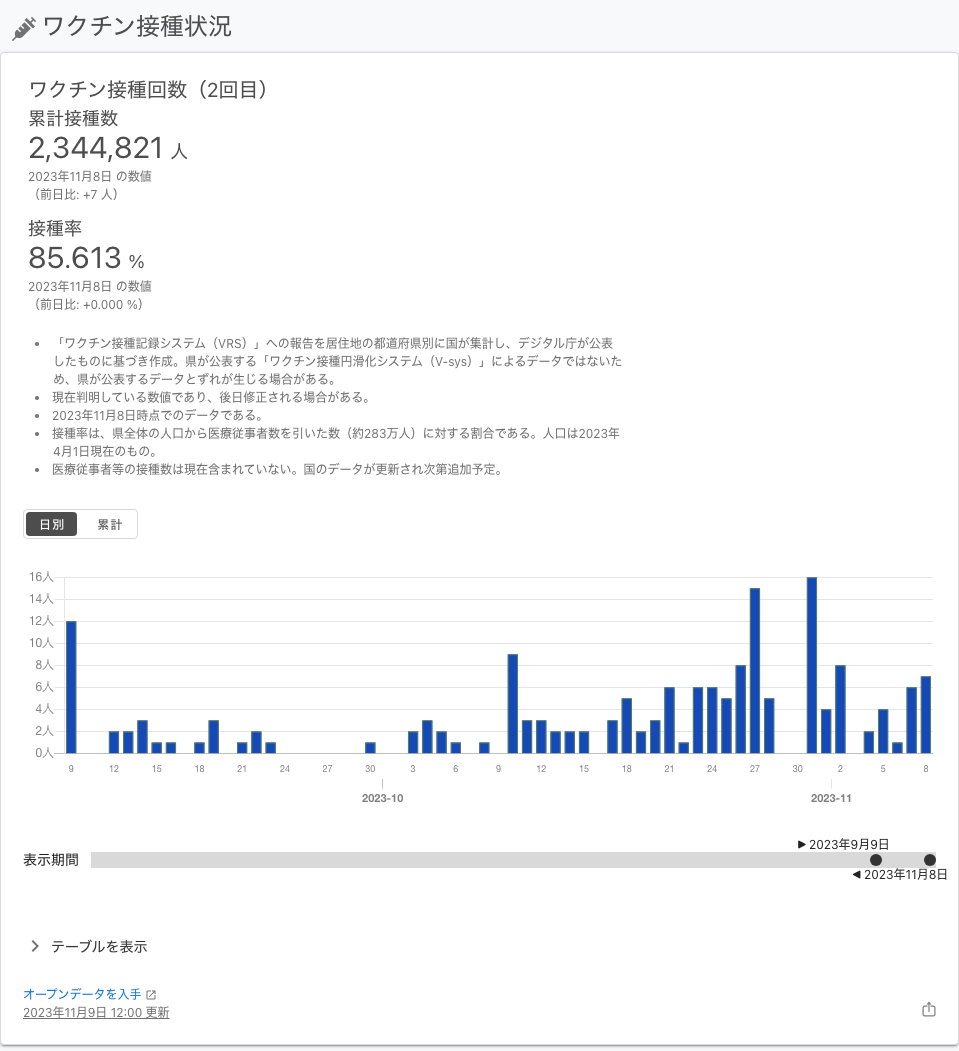 ワクチン接種状況
ワクチン接種回数（2回目）
累計接種数
2,344,821 人
2023年11月8日 の数値
（前日比: +7 人）
接種率
85.613 %
2023年11月8日 の数値
（前日比: +0.000 %）
• 「ワクチン接種記録システム（VRS）」への報告を居住地の都道府県別に国が集計し、デジタル庁が公表
したものに基づき作成。県が公表する「ワクチン接種円滑化システム（V-sys）」によるデータではないた
め、県が公表するデータとずれが生じる場合がある。
• 現在判明している数値であり、後日修正される場合がある。
• 2023年11月8日時点でのデータである。
• 接種率は、県全体の人口から医療従事者数を引いた数（約283万人）に対する割合である。人口は2023年
4月1日現在のもの。
• 医療従事者等の接種数は現在含まれていない。国のデータが更新され次第追加予定。
日別 累計
16人
14人
12人
10人
8人
6人
4人
2人
0人
9 12 15 18 21 24 27 30 3 6 9 12 15 18 21 24 27 30 2 5 8
2023-10 2023-11
▶ 2023年9月9日
表示期間
◀ 2023年11月8日
テーブルを表示
オープンデータを入手
2023年11月9日 12:00 更新